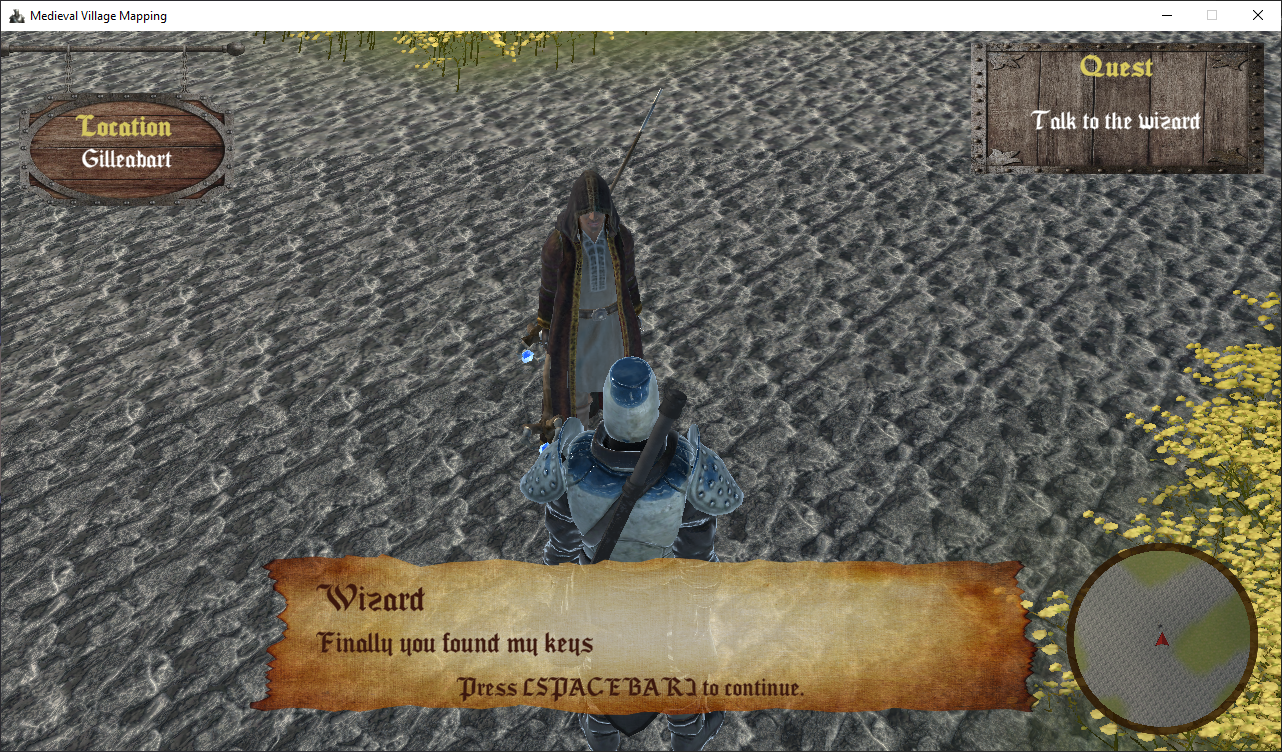 Medieval Village Mapping
Location
Gilleabart
Quest
Talk to the wizard
Wizard
Finally you found my keys
Press [SPACEBAR] to continue.